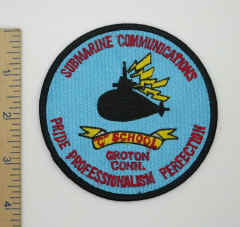 SUBMARINE COMMUNICATIONS
"C" SCHOOL
GROTON
CONN.
PRIDE PROFESSIONALISM PERFECTION
1
2
3
4